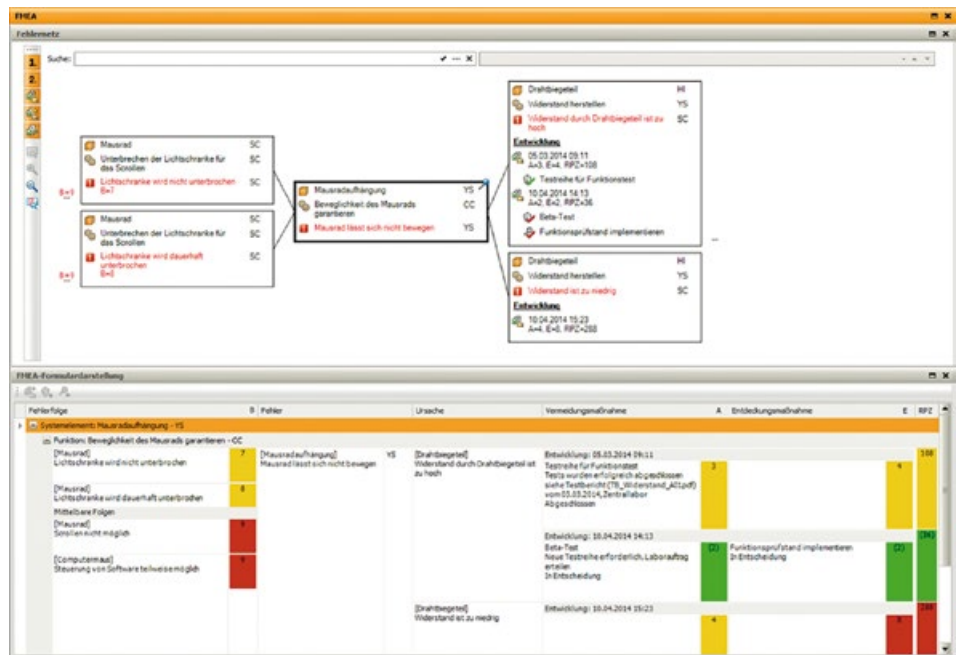 FMEA
Fehlernetz
1.
2.
Suche:
Mausrad SC
Unterbrechen der Lichtschranke für SC
das Scrollen
Lichtschranke wird nicht unterbrochen SC
B=7
B=9
Mausrad SC
Unterbrechen der Lichtschranke für SC
das Scrollen
Lichtschranke wird dauerhaft SC
unterbrochen
B=8
B=9
Mausradaufhängung YS
Beweglichkeit des Mausrads CC
garantieren
Mausrad lässt sich nicht bewegen YS
Drahtbiegeteil HI
Widerstand herstellen YS
Widerstand durch Drahtbiegeteil ist zu SC
hoch
Entwicklung
05.03.2014 09:11
A=3, E=4, RPZ=108
Testreihe für Funktionstest
10.04.2014 14:13
A=2, E=2, RPZ=36
Beta-Test
Funktionsprüfstand implementieren
...
Drahtbiegeteil HI
Widerstand herstellen YS
Widerstand ist zu niedrig SC
Entwicklung
10.04.2014 15:23
A=4, E=8, RPZ=288
FMEA-Formulardarstellung
Fehlerfolge B Fehler Ursache Vermeidungsmaßnahme A Entdeckungsmaßnahme E RPZ
Systemelement: Mausradaufhängung - YS
Funktion: Beweglichkeit des Mausrads garantieren - CC
[Mausrad] 7 [Mausradaufhängung] YS [Drahtbiegeteil] Entwicklung: 05.03.2014 09:11 108
Lichtschranke wird nicht unterbrochen Mausrad lässt sich nicht bewegen Widerstand durch Drahtbiegeteil ist Testreihe für Funktionstest 3 4
zu hoch Tests wurden erfolgreich abgeschlossen
siehe Testbericht (TB_Widerstand_AII.pdf)
[Mausrad] 8 vom 03.03.2014, Zentrallabor
Lichtschranke wird dauerhaft unterbrochen Abgeschlossen
Mittelbare Folgen
[Mausrad] 9
Scrollen nicht möglich Entwicklung: 10.04.2014 14:13 (36)
Beta-Test (2) Funktionsprüfstand implementieren (2)
[Computermaus] 9 Neue Testreihe erforderlich, Laborauftrag In Entscheidung
Steuerung von Software teilweise möglich erteilen
In Entscheidung
[Drahtbiegeteil] Entwicklung: 10.04.2014 15:23 288
Widerstand ist zu niedrig 4 8